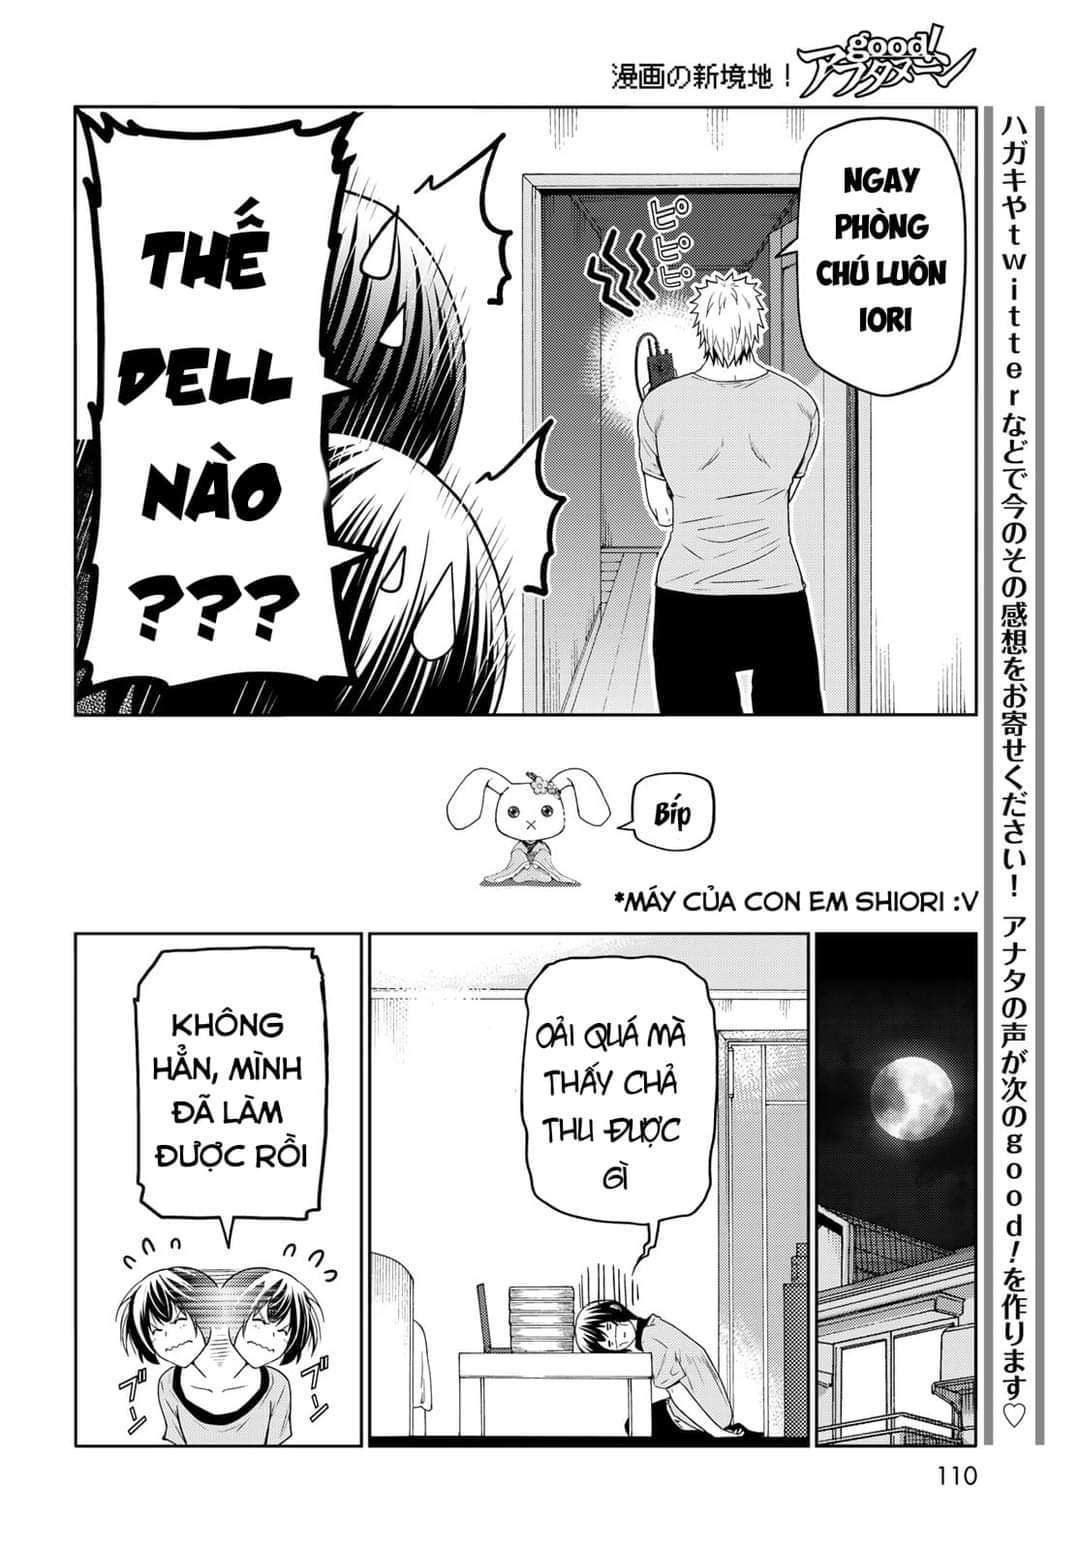 漫画の新境地！
good!
アフタヌーン
NGAY
PHÒNG
CHÚ LUÔN
IORI
ピピピ
THẾ
DELL
NÀO
???
Bíp
*MÁY CỦA CON EM SHIORI :V
OẢI QUÁ MÀ
THẤY CHẢ
THU ĐƯỢC
GÌ
KHÔNG
HẲN, MÌNH
ĐÃ LÀM
ĐƯỢC RỒI
ブン
ブン
ハガキやtwitterなどで今のその感想をお寄せください！ アナタの声が次のgood!を作ります♡
110